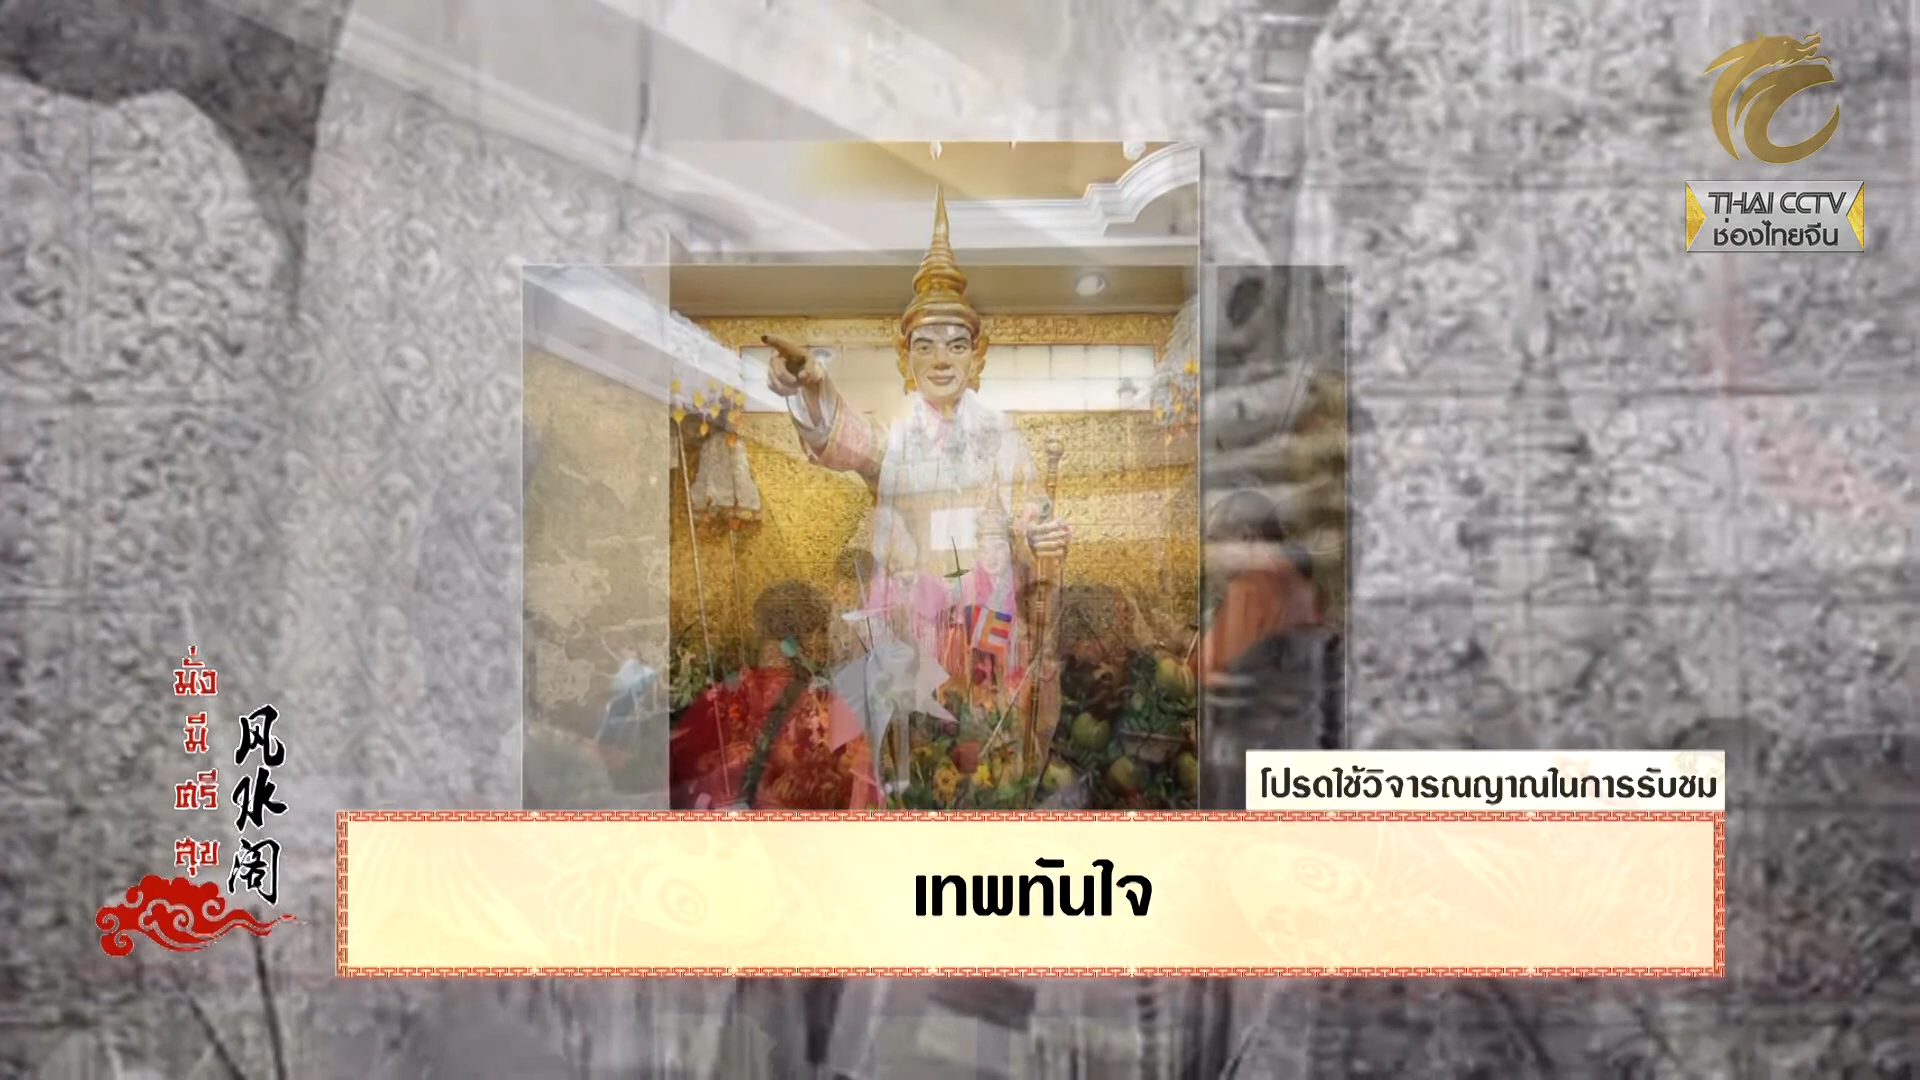 THAI CCTV
ช่องไทยจีน
มั่ง
มี
ศรี
สุข
风水阁
โปรดใช้วิจารณญาณในการรับชม
เทพทันใจ